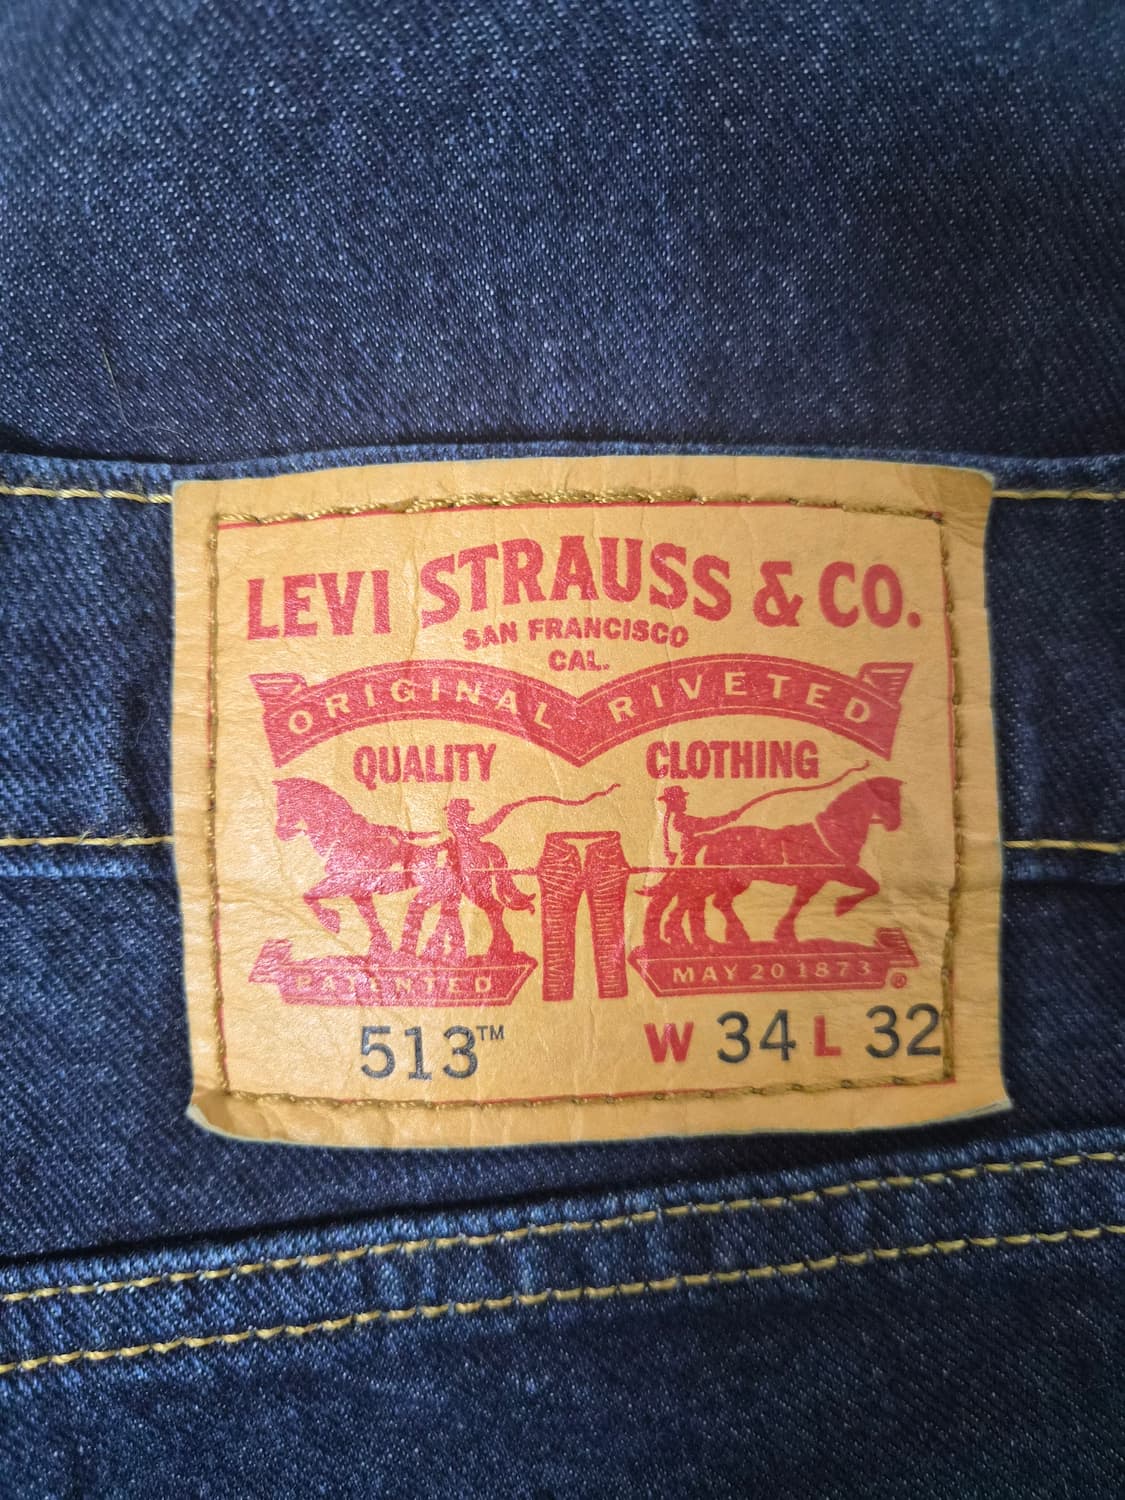 LEVI STRAUSS & CO.
SAN FRANCISCO
CAL.
ORIGINAL RIVETED
QUALITY CLOTHING
PATENTED MAY 20 1873 ®
513™ W 34 L 32